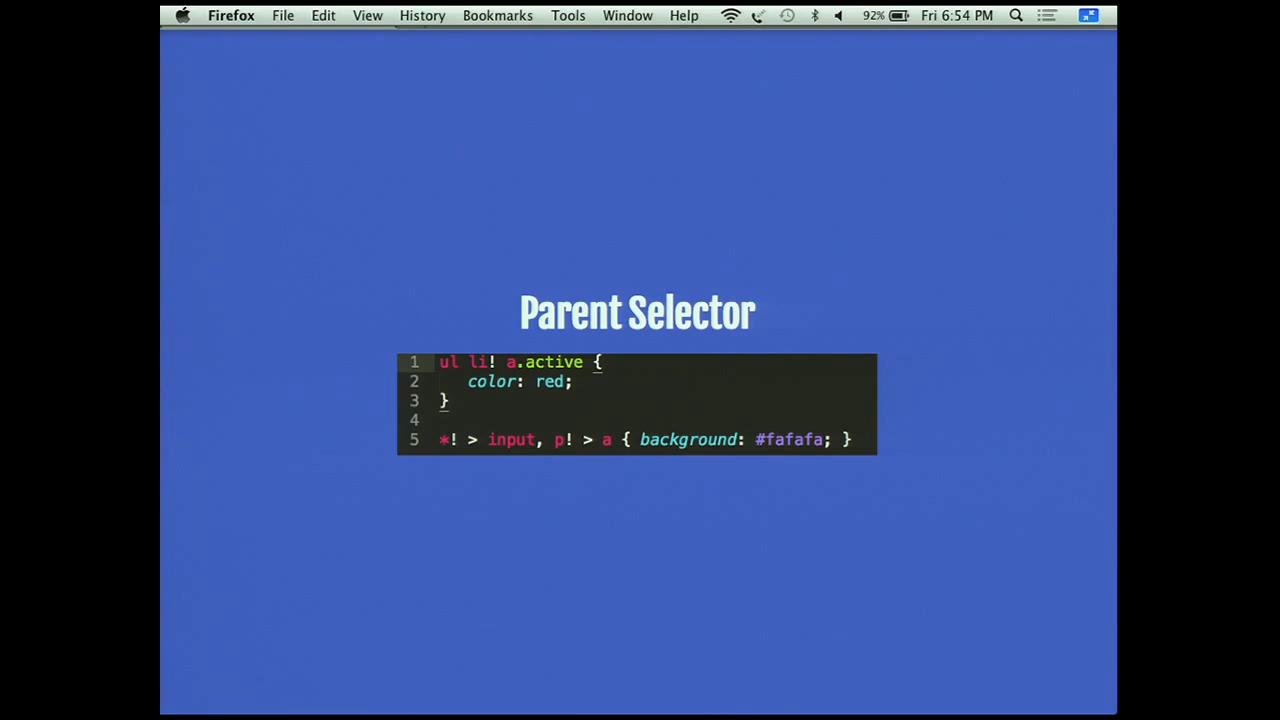 Firefox File Edit View History Bookmarks Tools Window Help 92% Fri 6:54 PM
Parent Selector
1 ul li! a.active {
2 color: red;
3 }
4
5 *! > input, p! > a { background: #fafafa; }